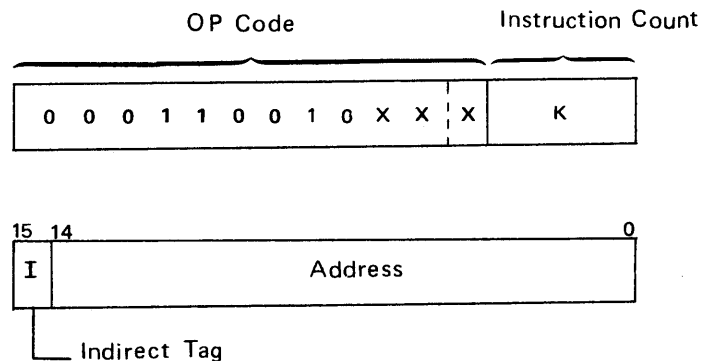 OP Code Instruction Count
0 0 0 1 1 0 0 1 0 X X X K
15 14 0
I Address
Indirect Tag